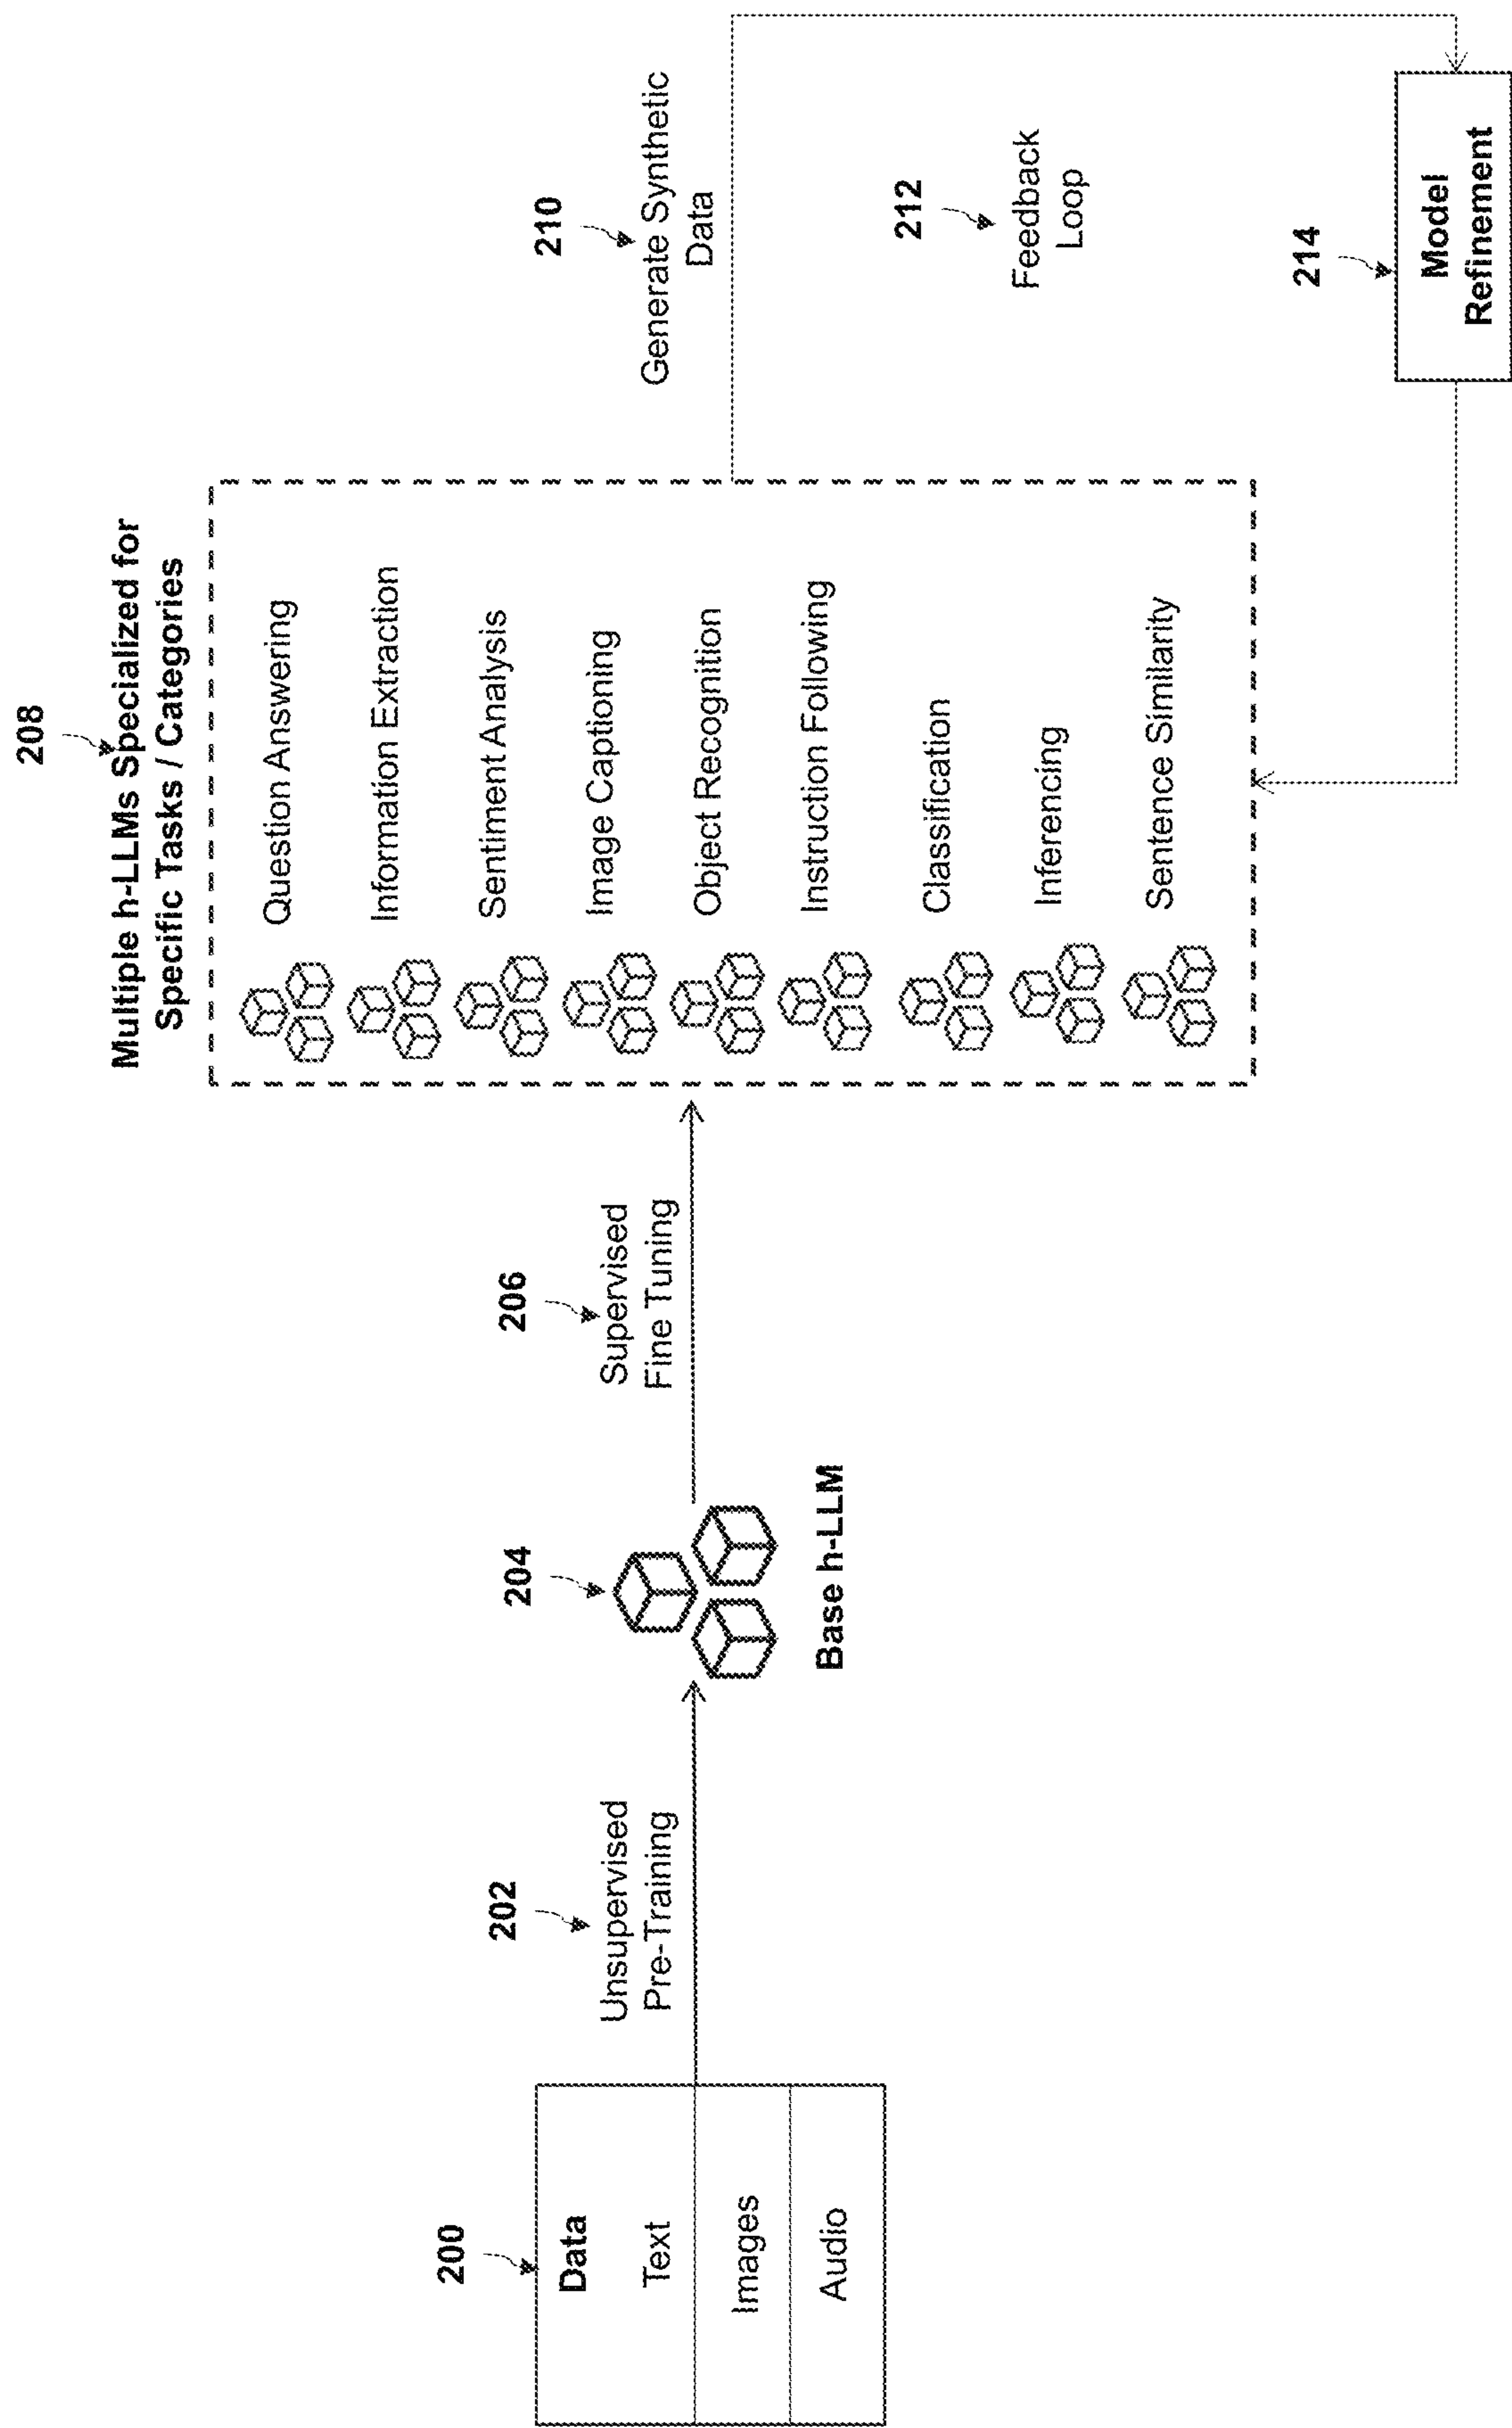 200
Data
Text
Images
Audio
202
Unsupervised
Pre-Training
204
Base h-LLM
206
Supervised
Fine Tuning
208
Multiple h-LLMs Specialized for
Specific Tasks / Categories
Question Answering
Information Extraction
Sentiment Analysis
Image Captioning
Object Recognition
Instruction Following
Classification
Inferencing
Sentence Similarity
210
Generate Synthetic
Data
212
Feedback
Loop
214
Model
Refinement